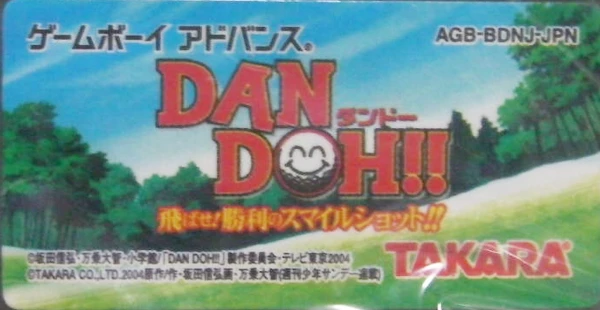 ゲームボーイ アドバンス® AGB-BDNJ-JPN
DAN
ダンドー
DOH!!
飛ばせ!勝利のスマイルショット!!
©坂田信弘・万乗大智・小学館/「DAN DOH!!」製作委員会・テレビ東京2004
©TAKARA CO.,LTD.2004原作/作・坂田信弘画・万乗大智(週刊少年サンデー連載)
TAKARA